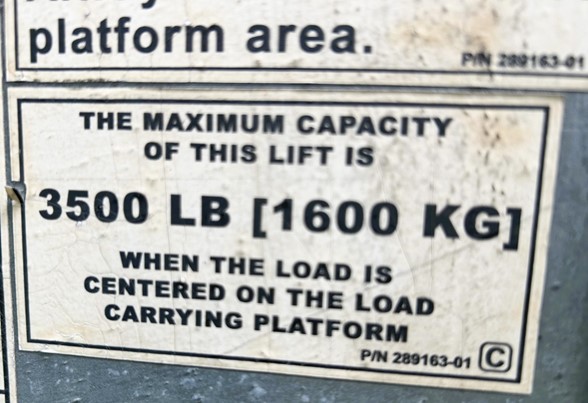 platform area.
P/N 289163-01
THE MAXIMUM CAPACITY
OF THIS LIFT IS
3500 LB [1600 KG]
WHEN THE LOAD IS
CENTERED ON THE LOAD
CARRYING PLATFORM
P/N 289163-01 C